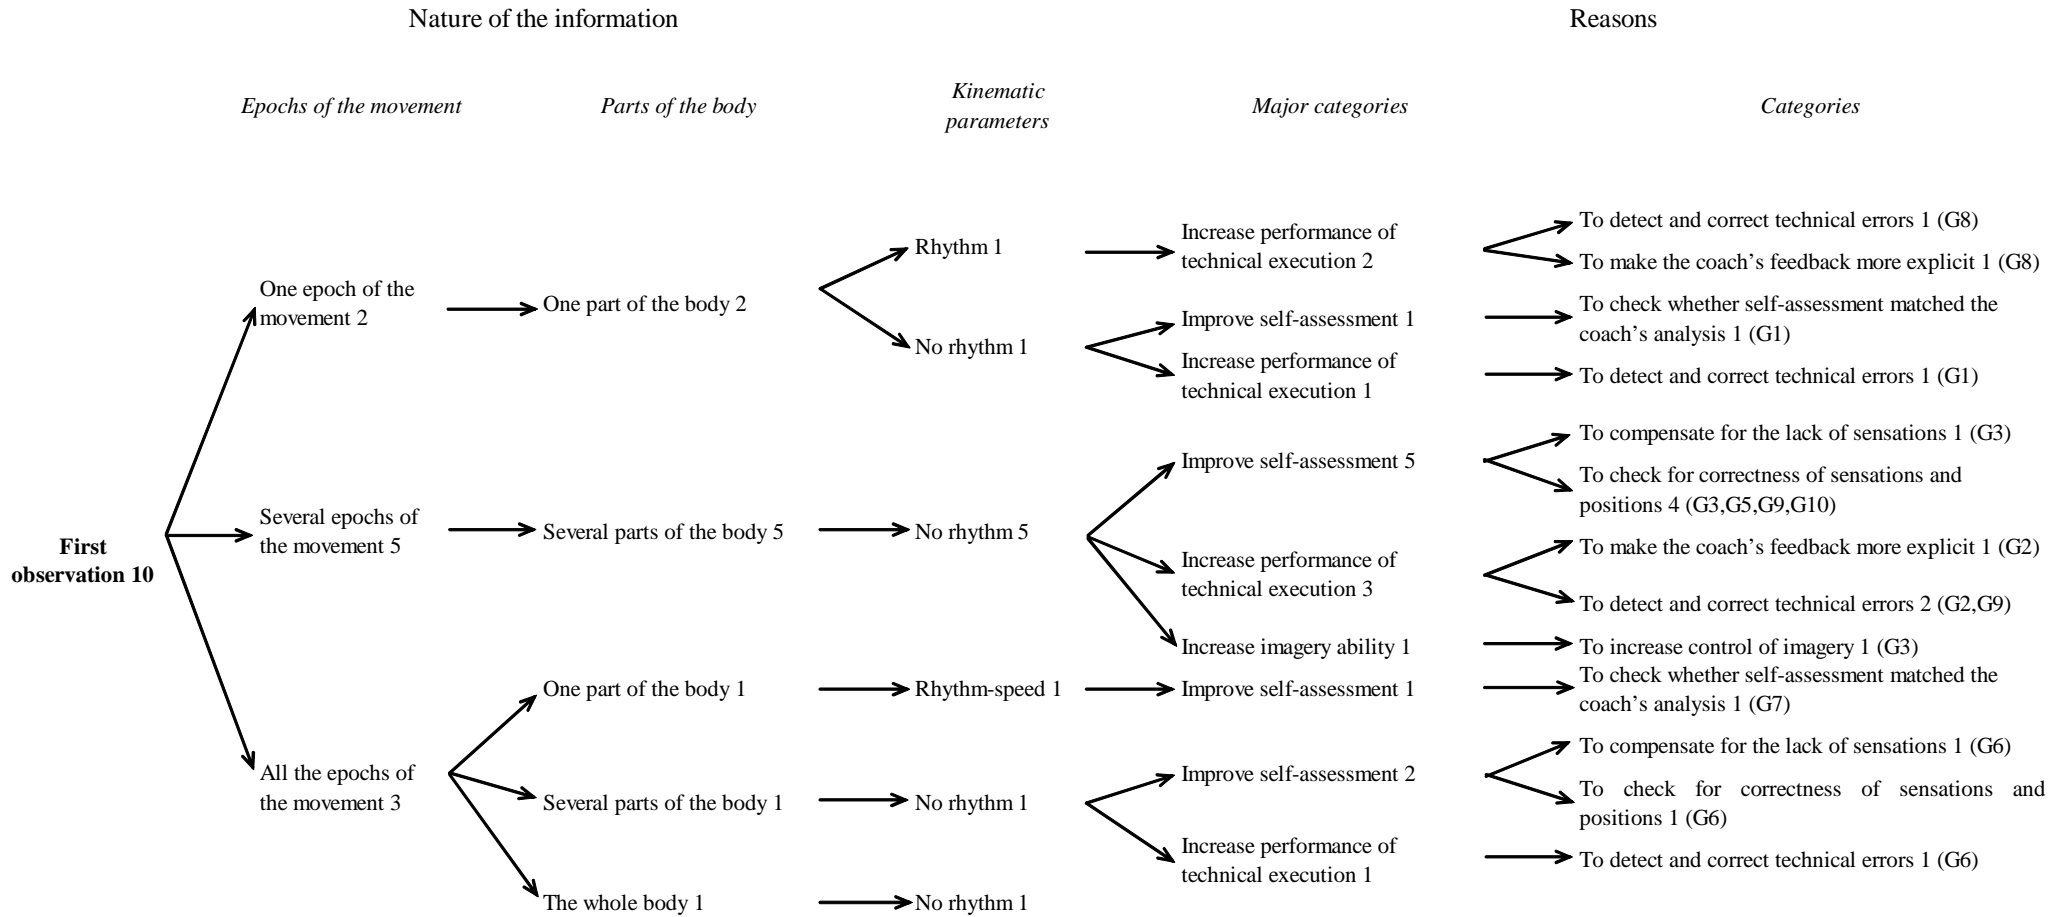 Nature of the information
Reasons
Epochs of the movement
Parts of the body
Kinematic
parameters
Major categories
Categories
First
observation 10
One epoch of the
movement 2
One part of the body 2
Rhythm 1
Increase performance of
technical execution 2
To detect and correct technical errors 1 (G8)
To make the coach’s feedback more explicit 1 (G8)
No rhythm 1
Improve self-assessment 1
To check whether self-assessment matched the
coach’s analysis 1 (G1)
Increase performance of
technical execution 1
To detect and correct technical errors 1 (G1)
Several epochs of
the movement 5
Several parts of the body 5
No rhythm 5
Improve self-assessment 5
To compensate for the lack of sensations 1 (G3)
To check for correctness of sensations and
positions 4 (G3,G5,G9,G10)
Increase performance of
technical execution 3
To make the coach’s feedback more explicit 1 (G2)
To detect and correct technical errors 2 (G2,G9)
Increase imagery ability 1
To increase control of imagery 1 (G3)
All the epochs of
the movement 3
One part of the body 1
Rhythm-speed 1
Improve self-assessment 1
To check whether self-assessment matched the
coach’s analysis 1 (G7)
Several parts of the body 1
No rhythm 1
Improve self-assessment 2
To compensate for the lack of sensations 1 (G6)
To check for correctness of sensations and
positions 1 (G6)
Increase performance of
technical execution 1
To detect and correct technical errors 1 (G6)
The whole body 1
No rhythm 1